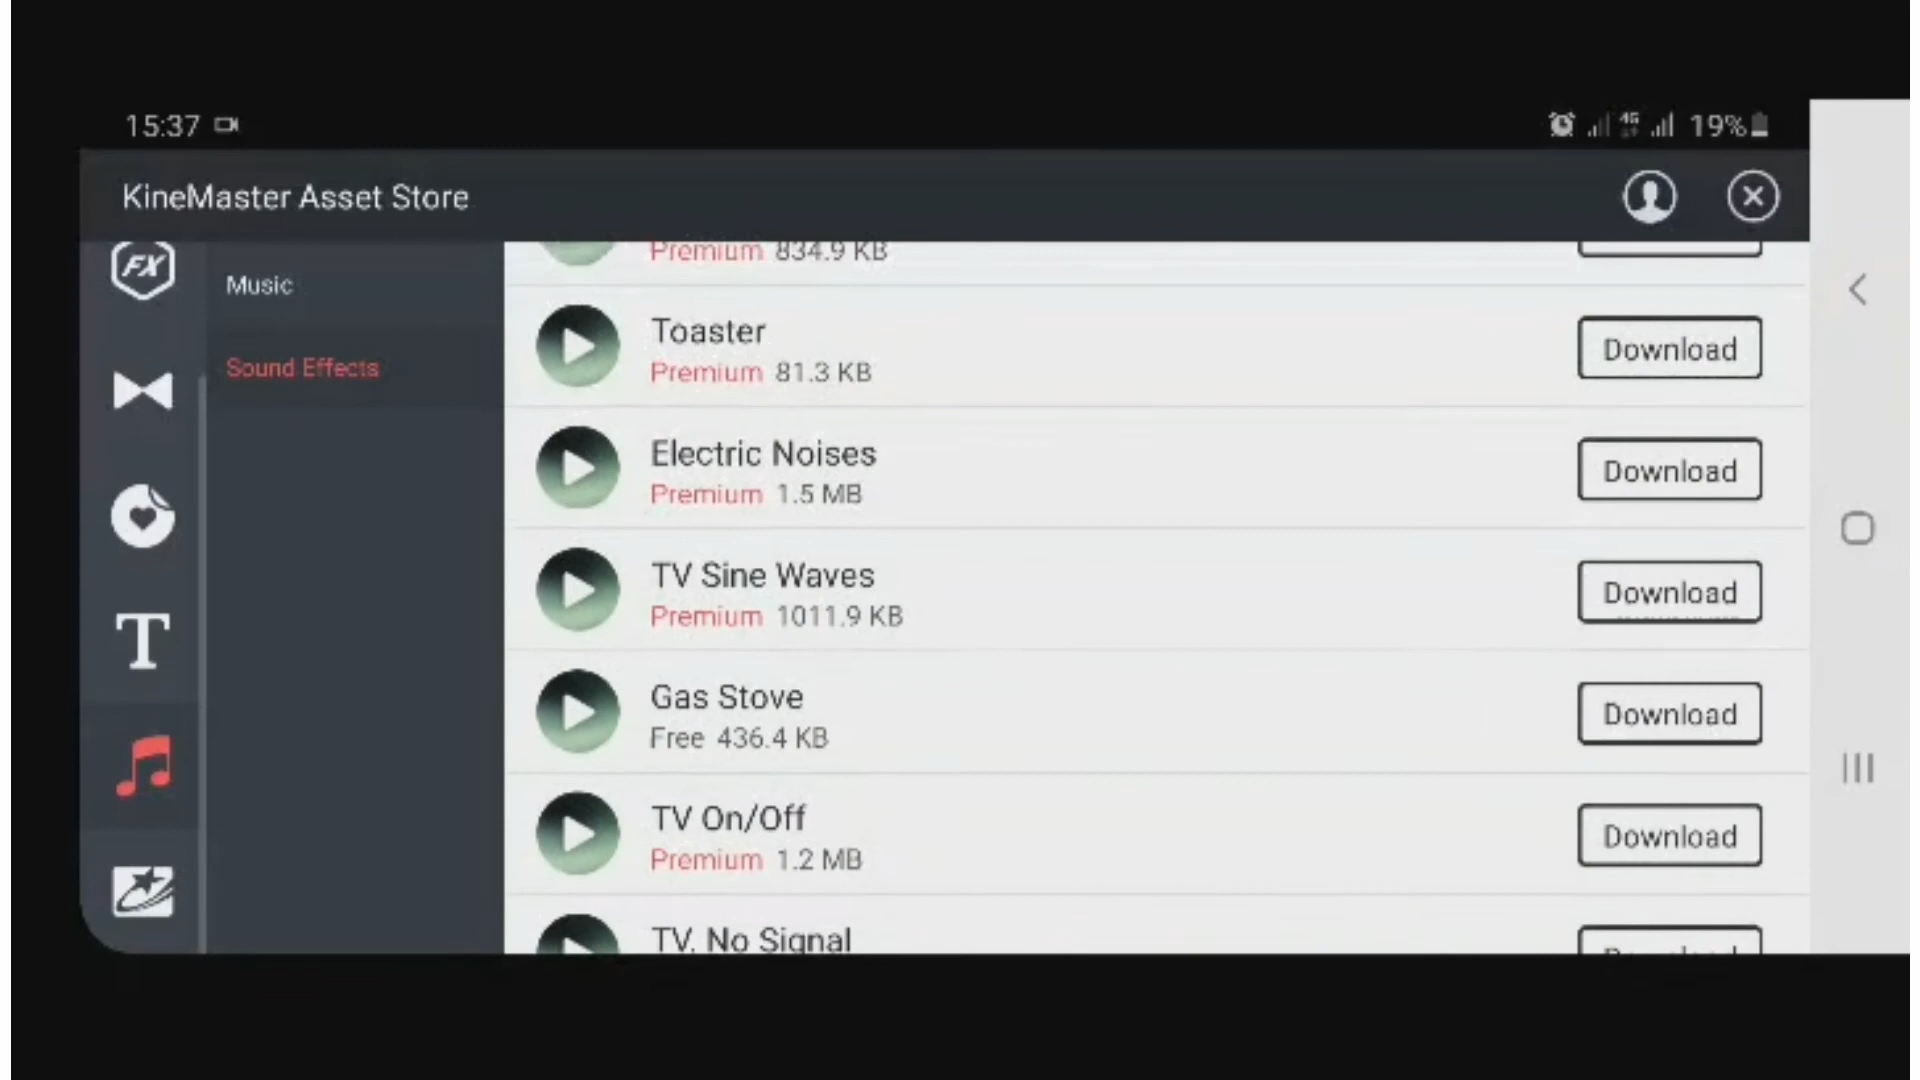 15:37
4G
19%
KineMaster Asset Store
FX
Music
Sound Effects
Premium 834.9 KB
Toaster
Premium 81.3 KB
Download
Electric Noises
Premium 1.5 MB
Download
TV Sine Waves
Premium 1011.9 KB
Download
Gas Stove
Free 436.4 KB
Download
TV On/Off
Premium 1.2 MB
Download
TV, No Signal
T